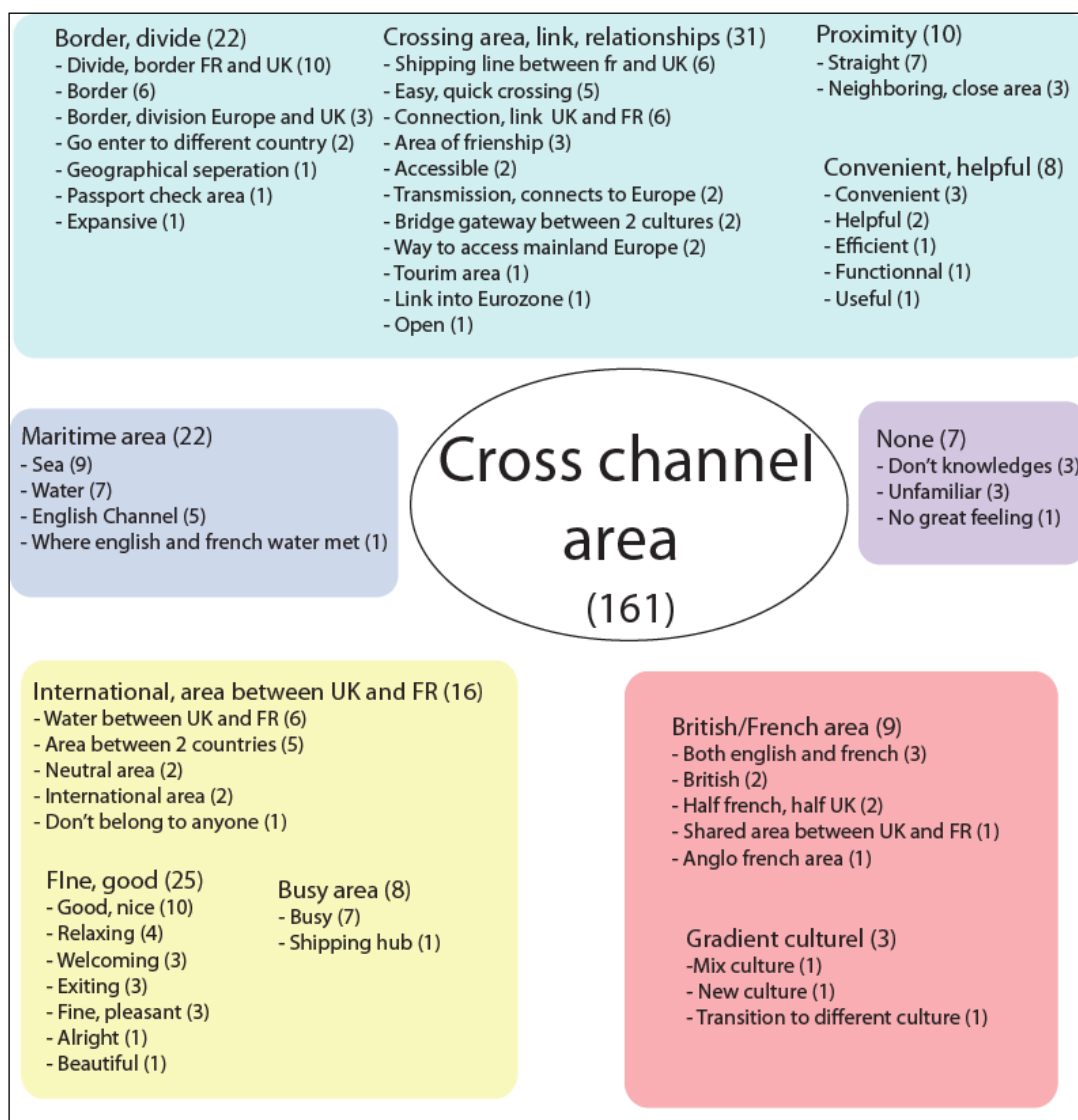 Border, divide (22)
- Divide, border FR and UK (10)
- Border (6)
- Border, division Europe and UK (3)
- Go enter to different country (2)
- Geographical seperation (1)
- Passport check area (1)
- Expansive (1)
Crossing area, link, relationships (31)
- Shipping line between fr and UK (6)
- Easy, quick crossing (5)
- Connection, link UK and FR (6)
- Area of frienship (3)
- Accessible (2)
- Transmission, connects to Europe (2)
- Bridge gateway between 2 cultures (2)
- Way to access mainland Europe (2)
- Tourim area (1)
- Link into Eurozone (1)
- Open (1)
Proximity (10)
- Straight (7)
- Neighboring, close area (3)
Convenient, helpful (8)
- Convenient (3)
- Helpful (2)
- Efficient (1)
- Functionnal (1)
- Useful (1)
Maritime area (22)
- Sea (9)
- Water (7)
- English Channel (5)
- Where english and french water met (1)
Cross channel
area
(161)
None (7)
- Don't knowledges (3)
- Unfamiliar (3)
- No great feeling (1)
International, area between UK and FR (16)
- Water between UK and FR (6)
- Area between 2 countries (5)
- Neutral area (2)
- International area (2)
- Don't belong to anyone (1)
FIne, good (25)
- Good, nice (10)
- Relaxing (4)
- Welcoming (3)
- Exiting (3)
- Fine, pleasant (3)
- Alright (1)
- Beautiful (1)
Busy area (8)
- Busy (7)
- Shipping hub (1)
British/French area (9)
- Both english and french (3)
- British (2)
- Half french, half UK (2)
- Shared area between UK and FR (1)
- Anglo french area (1)
Gradient culturel (3)
-Mix culture (1)
- New culture (1)
- Transition to different culture (1)